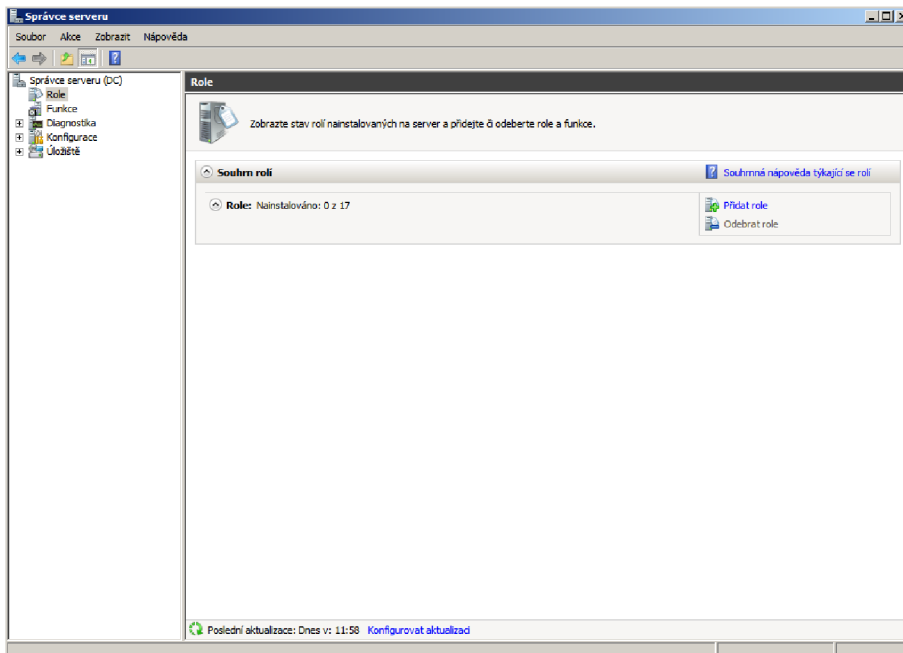 Správce serveru
Soubor Akce Zobrazit Nápověda
Správce serveru (DC)
Role
Funkce
Diagnostika
Konfigurace
Úložiště
Role
Zobrazte stav rolí nainstalovaných na server a přidejte či odeberte role a funkce.
Souhrn rolí
Souhrnná nápověda týkající se rolí
Role: Nainstalováno: 0 z 17
Přidat role
Odebrat role
Poslední aktualizace: Dnes v: 11:58 Konfigurovat aktualizaci